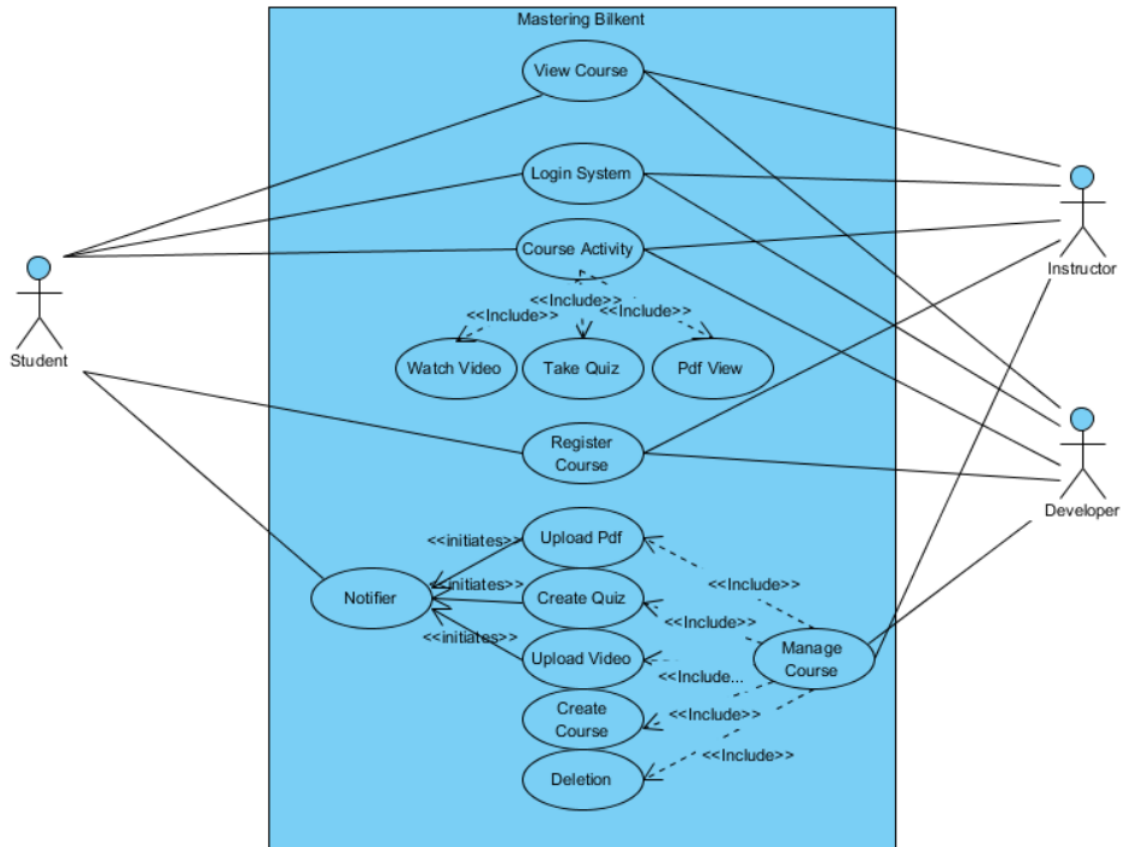 Mastering Bilkent
View Course
Login System
Course Activity
Instructor
<<Include>>
<<Include>>
<<Include>>
Student
Watch Video
Take Quiz
Pdf View
Register
Course
Developer
<<initiates>>
Upload Pdf
<<initiates>>
<<Include>>
Notifier
Create Quiz
<<Include>>
<<initiates>>
Upload Video
Manage
Course
<<Include...
Create
Course
<<Include>>
<<Include>>
Deletion